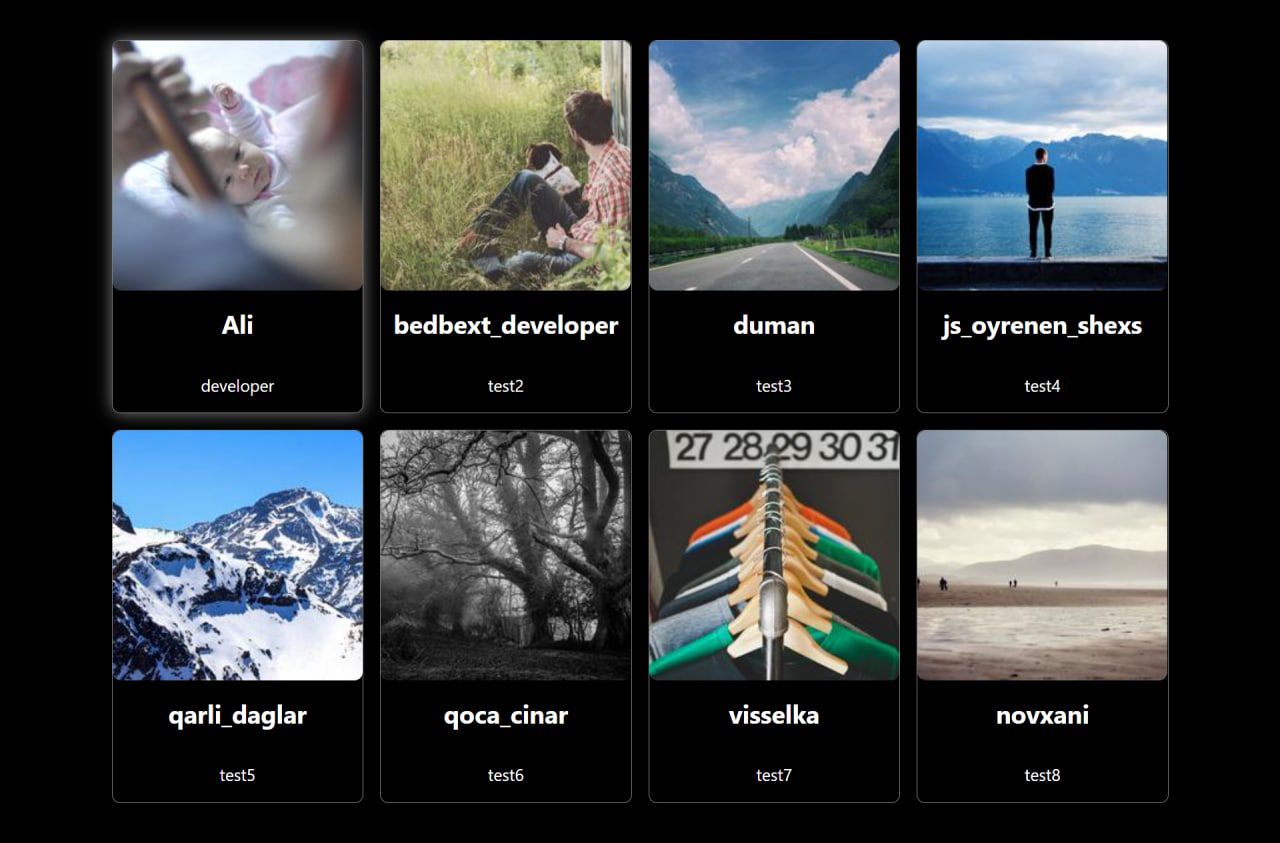 Ali
bedbext_developer
duman
js_oyrenen_shexs
developer
test2
test3
test4
27 28 29 30 31
qarli_daglar
qoca_cinar
visselka
novxani
test5
test6
test7
test8